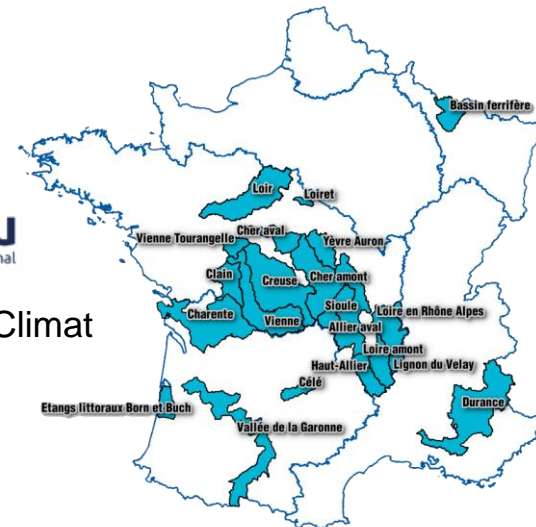 Bassin ferrifère
Loir
Loiret
Cher aval
Vienne Tourangelle
Yèvre Auron
Clain
Creuse
Cher amont
Sioule
Charente
Loire en Rhône Alpes
Climat
Vienne
Allier aval
Loire amont
Haut-Allier
Lignon du Velay
Célé
Durance
Etangs littoraux Born et Buch
Vallée de la Garonne